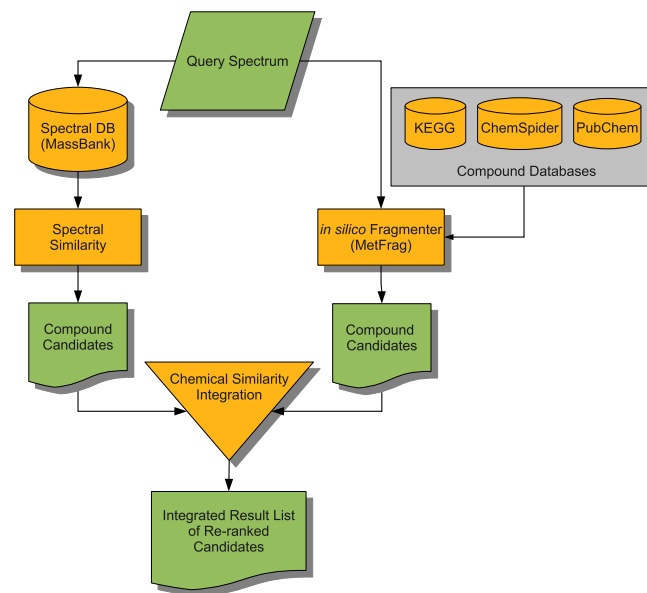 Query Spectrum
Spectral DB
(MassBank)
KEGG
ChemSpider
PubChem
Compound Databases
Spectral
Similarity
in silico Fragmenter
(MetFrag)
Compound
Candidates
Compound
Candidates
Chemical Similarity
Integration
Integrated Result List
of Re-ranked
Candidates